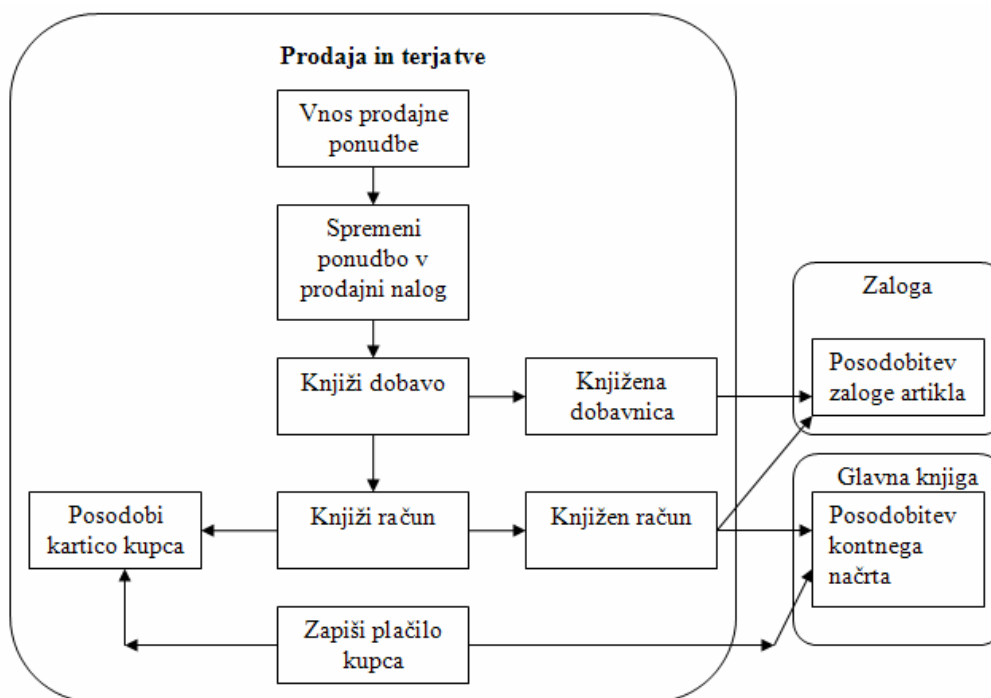 Prodaja in terjatve
Vnos prodajne
ponudbe
Spremeni
ponudbo v
prodajni nalog
Zaloga
Knjiži dobavo
Knjižena
dobavnica
Posodobitev
zaloge artikla
Glavna knjiga
Posodobi
kartico kupca
Knjiži račun
Knjižen račun
Posodobitev
kontnega
načrta
Zapiši plačilo
kupca